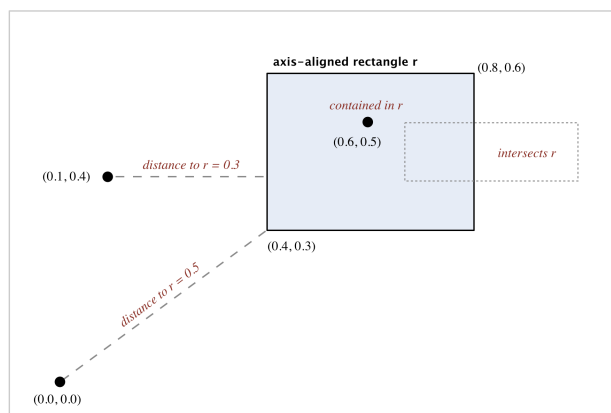 axis-aligned rectangle r
(0.8, 0.6)
contained in r
(0.6, 0.5)
intersects r
distance to r = 0.3
(0.1, 0.4)
(0.4, 0.3)
distance to r = 0.5
(0.0, 0.0)